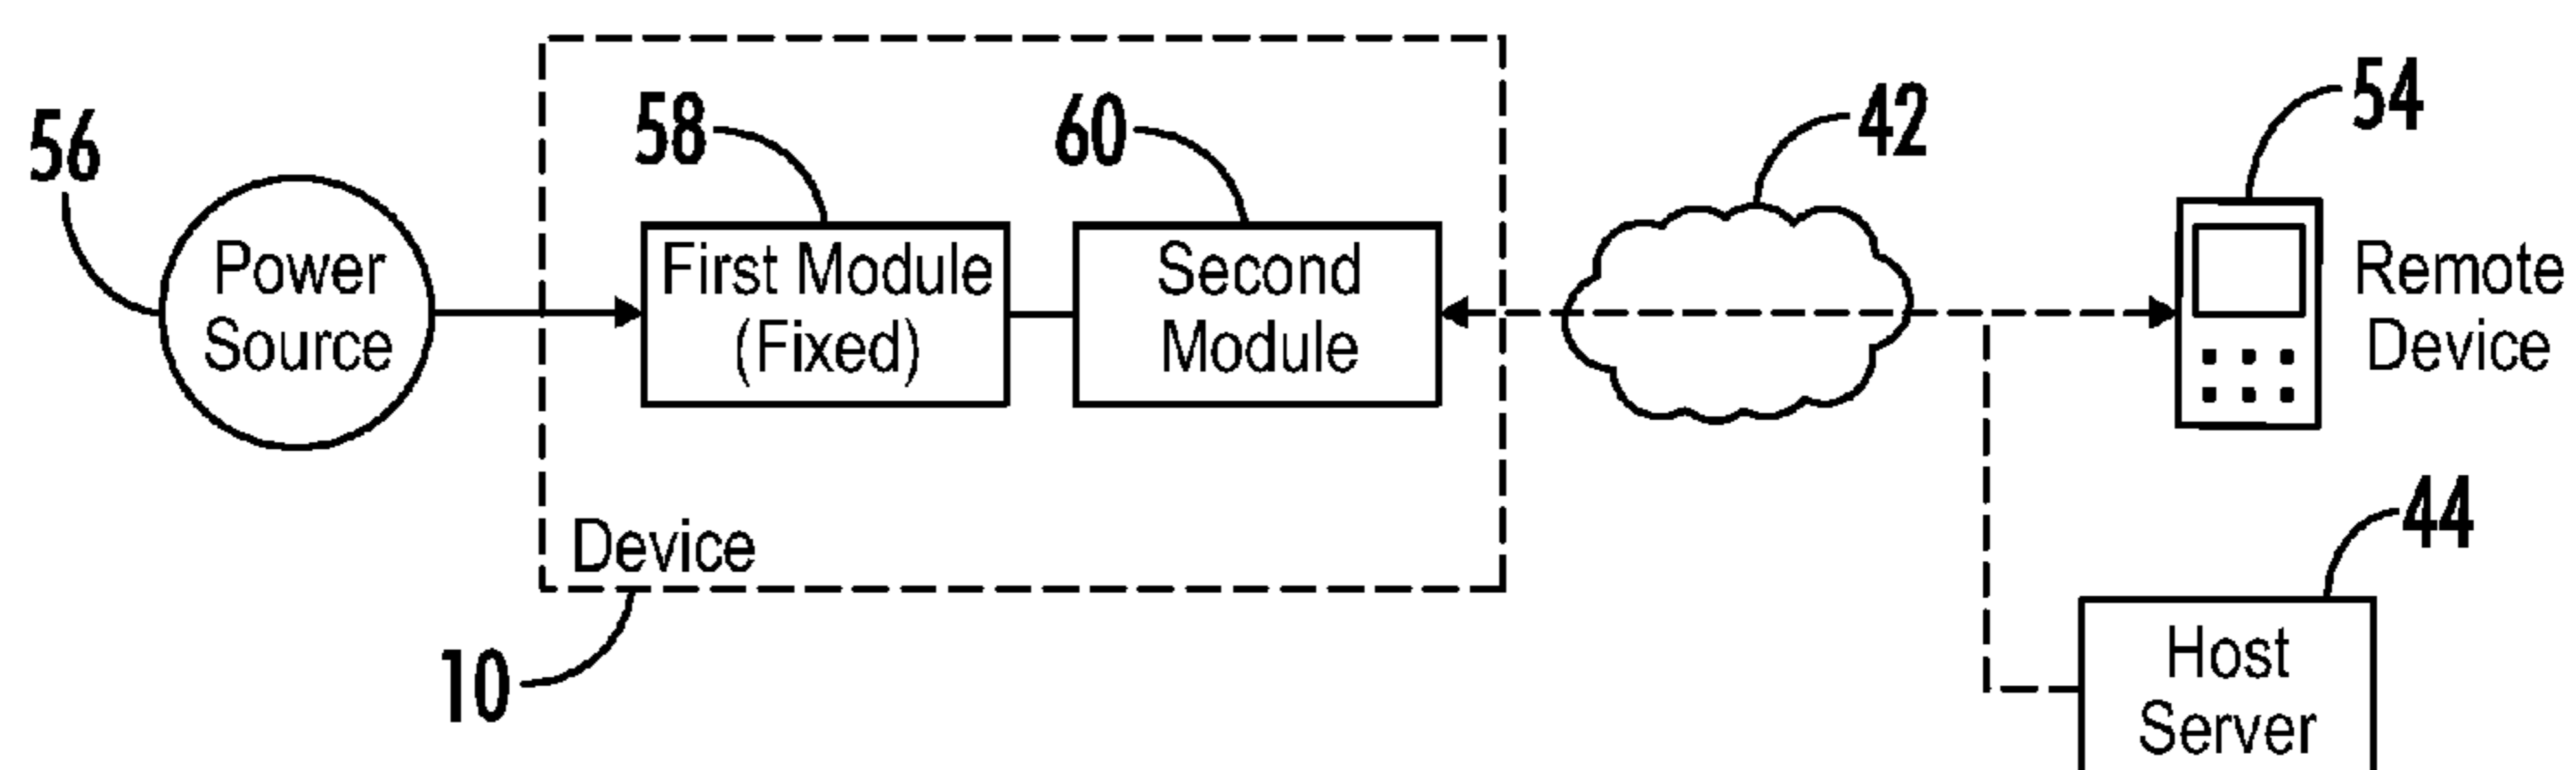 56
Power
Source
58
First Module
(Fixed)
60
Second
Module
Device
10
42
54
Remote
Device
44
Host
Server